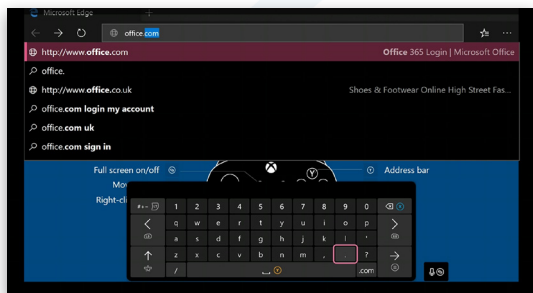 Microsoft Edge
office.com
http://www.office.com Office 365 Login | Microsoft Office
office.
http://www.office.co.uk Shoes & Footwear Online High Street Fas...
office.com login my account
office.com uk
office.com sign in
Full screen on/off Y Address bar
Mo
Right-cli
1 2 3 4 5 6 7 8 9 0
q w e r t y u i o p
a s d f g h j k l '
z x c v b n m , . ?
/ .com